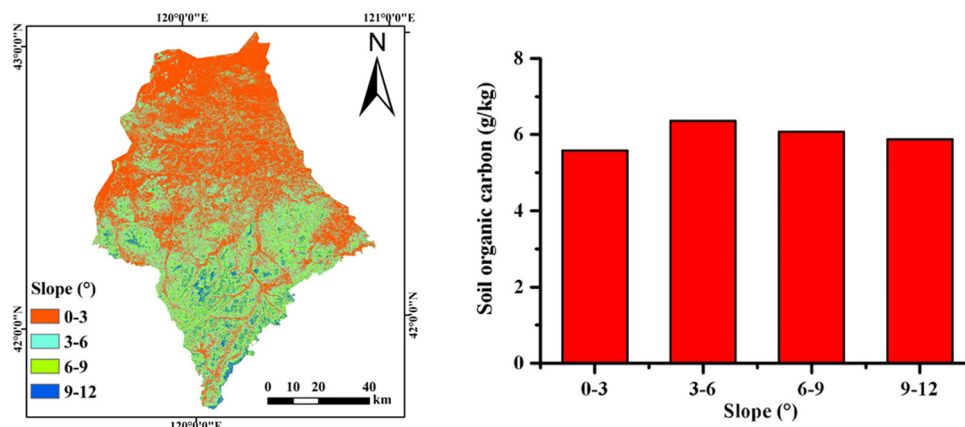 120°0'0"E
121°0'0"E
43°0'0"N
N
42°0'0"N
42°0'0"N
Slope (°)
0-3
3-6
6-9
9-12
0 10 20 40
km
120°0'0"E
Soil organic carbon (g/kg)
8
6
4
2
0
0-3 3-6 6-9 9-12
Slope (°)